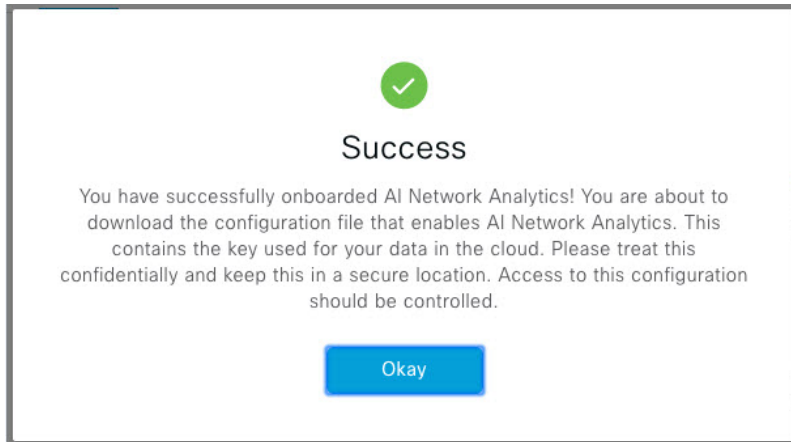 Success
You have successfully onboarded AI Network Analytics! You are about to
download the configuration file that enables AI Network Analytics. This
contains the key used for your data in the cloud. Please treat this
confidentially and keep this in a secure location. Access to this configuration
should be controlled.
Okay